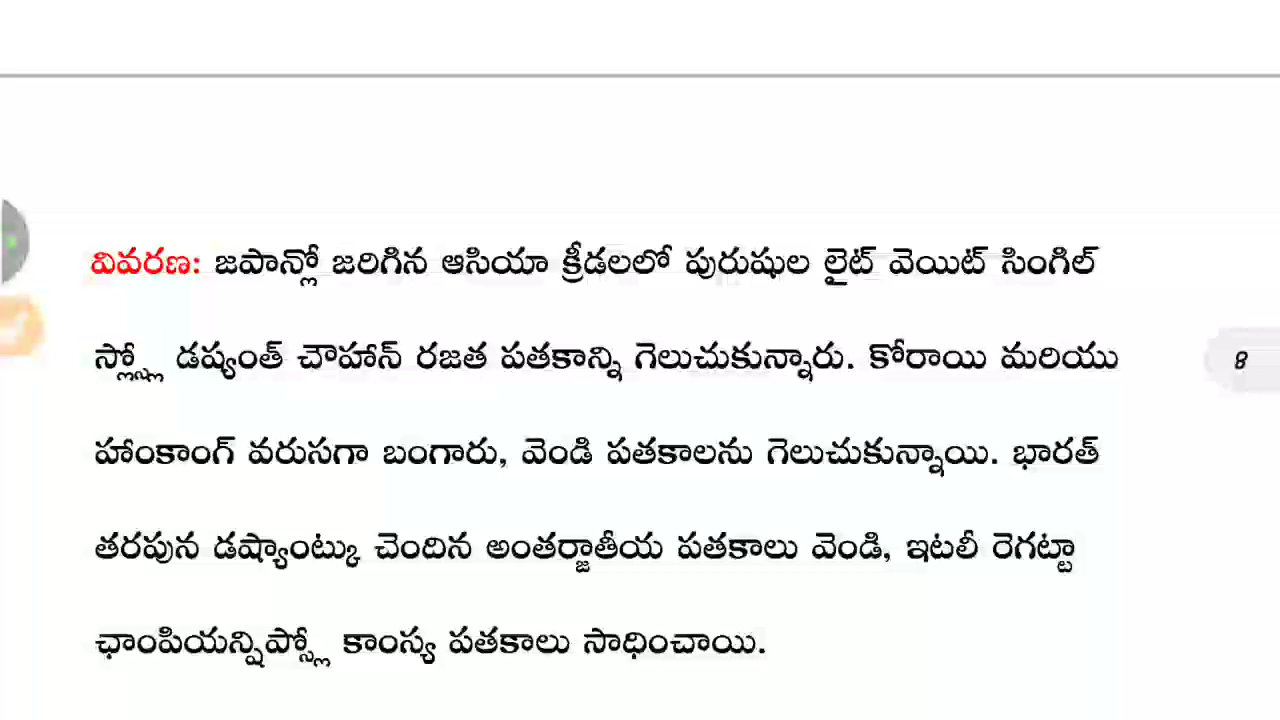 వివరణ: జపాన్లో జరిగిన ఆసియా క్రీడలలో పురుషుల లైట్ వెయిట్ సింగిల్
స్ల్స్లో డష్యంత్ చౌహాన్ రజత పతకాన్ని గెలుచుకున్నారు. కోరాయి మరియు
8
హాంకాంగ్ వరుసగా బంగారు, వెండి పతకాలను గెలుచుకున్నాయి. భారత్
తరపున డష్యాంట్కు చెందిన అంతర్జాతీయ పతకాలు వెండి, ఇటలీ రెగట్టా
ఛాంపియన్షిప్స్లో కాంస్య పతకాలు సాధించాయి.